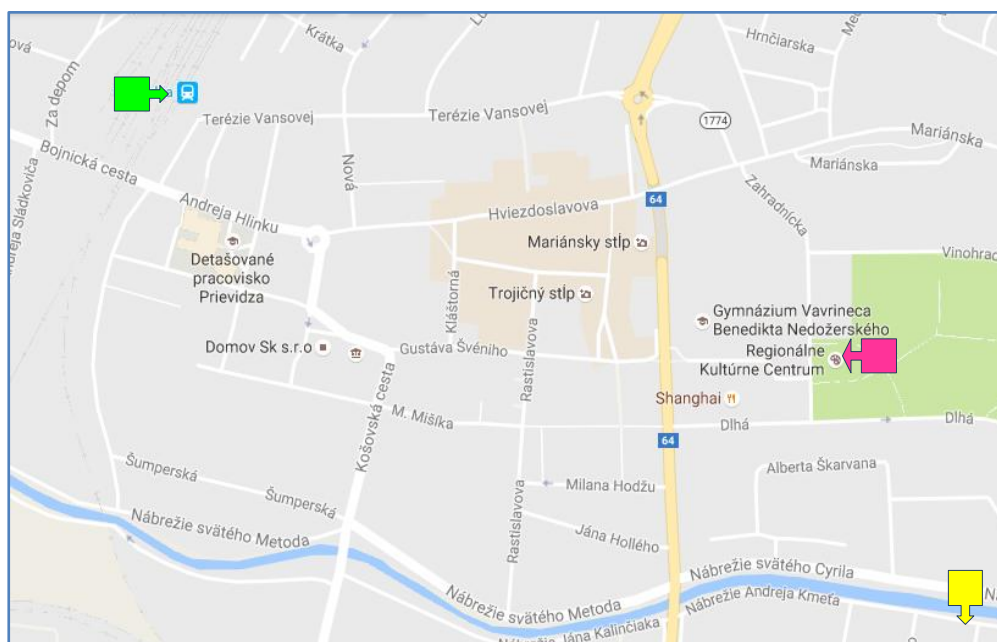 Krátka
Hrnčiarska
Za depom
Terézie Vansovej
Terézie Vansovej
1774
Mariánska
Mariánska
Bojnická cesta
Nová
Zahradnícka
Andreja Hlinku
Hviezdoslavova
64
Mariánsky stĺp
Vinohrad
Detašované
pracovisko
Prievidza
Kláštorná
Trojičný stĺp
Gymnázium Vavrineca
Benedikta Nedožerského
Domov Sk s.r.o
Gustáva Švéniho
Rastislavova
Regionálne
Kultúrne Centrum
Košovská cesta
M. Mišíka
Shanghai
Dlhá
Dlhá
64
Šumperská
Šumperská
Alberta Škarvana
Milana Hodžu
Rastislavova
Jána Hollého
Nábrežie svätého Metoda
Nábrežie svätého Metoda
Nábrežie svätého Cyrila
Nábrežie Andreja Kmeťa
Nábrežie Jána Kalinčiaka